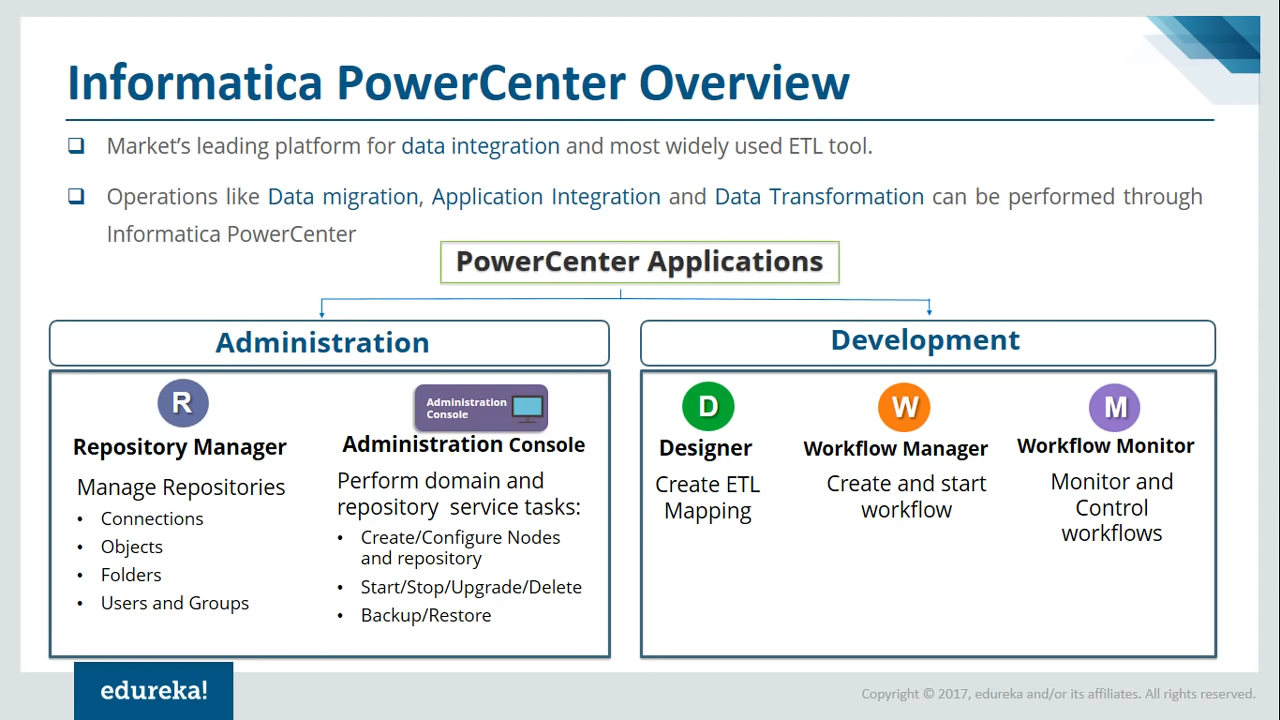 Informatica PowerCenter Overview
Market's leading platform for data integration and most widely used ETL tool.
Operations like Data migration, Application Integration and Data Transformation can be performed through
Informatica PowerCenter
PowerCenter Applications
Administration
R
Repository Manager
Manage Repositories
• Connections
• Objects
• Folders
• Users and Groups
Administration
Console
Administration Console
Perform domain and
repository service tasks:
• Create/Configure Nodes
and repository
• Start/Stop/Upgrade/Delete
• Backup/Restore
Development
D
Designer
Create ETL
Mapping
W
Workflow Manager
Create and start
workflow
M
Workflow Monitor
Monitor and
Control
workflows
edureka!
Copyright © 2017, edureka and/or its affiliates. All rights reserved.